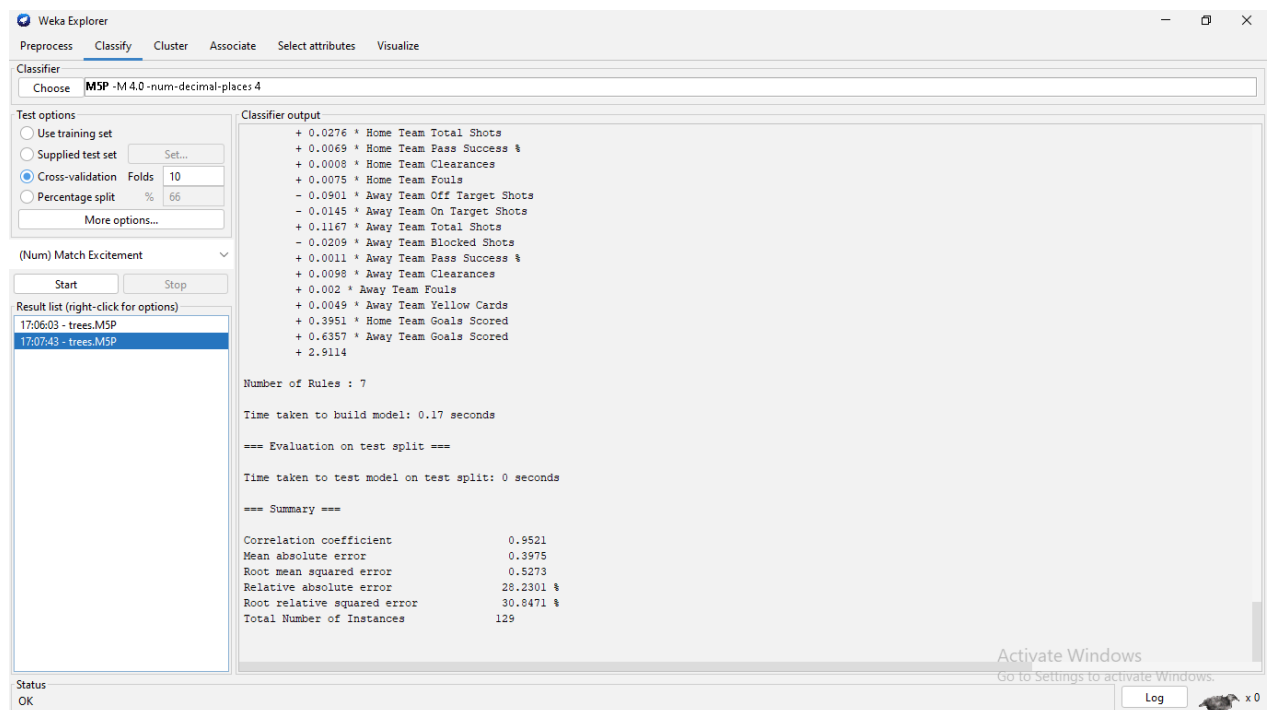 Weka Explorer
Preprocess Classify Cluster Associate Select attributes Visualize
Classifier
Choose M5P -M 4.0 -num-decimal-places 4
Test options
Use training set
Supplied test set Set...
Cross-validation Folds 10
Percentage split % 66
More options...
(Num) Match Excitement
Start Stop
Result list (right-click for options)
17:06:03 - trees.M5P
17:07:43 - trees.M5P
Classifier output
+ 0.0276 * Home Team Total Shots
+ 0.0069 * Home Team Pass Success %
+ 0.0008 * Home Team Clearances
+ 0.0075 * Home Team Fouls
- 0.0901 * Away Team Off Target Shots
- 0.0145 * Away Team On Target Shots
+ 0.1167 * Away Team Total Shots
- 0.0209 * Away Team Blocked Shots
+ 0.0011 * Away Team Pass Success %
+ 0.0098 * Away Team Clearances
+ 0.002 * Away Team Fouls
+ 0.0049 * Away Team Yellow Cards
+ 0.3951 * Home Team Goals Scored
+ 0.6357 * Away Team Goals Scored
+ 2.9114
Number of Rules : 7
Time taken to build model: 0.17 seconds
=== Evaluation on test split ===
Time taken to test model on test split: 0 seconds
=== Summary ===
Correlation coefficient 0.9521
Mean absolute error 0.3975
Root mean squared error 0.5273
Relative absolute error 28.2301 %
Root relative squared error 30.8471 %
Total Number of Instances 129
Activate Windows
Go to Settings to activate Windows.
Status
OK
Log x 0